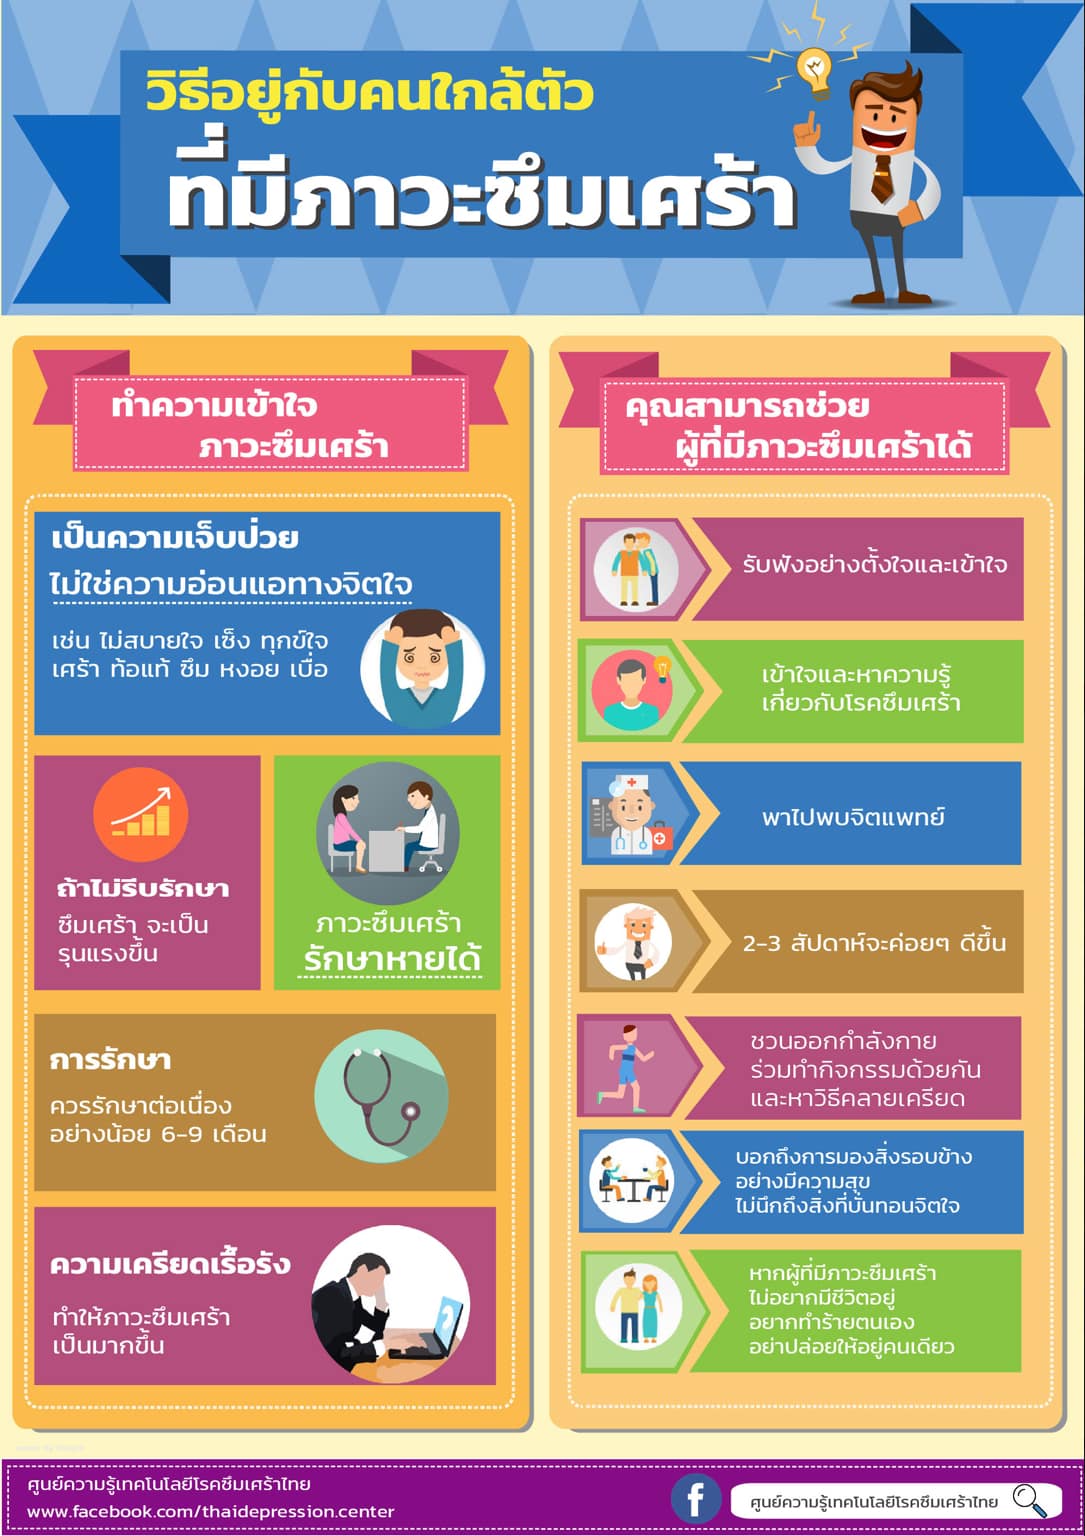 วิธีอยู่กับคนใกล้ตัว
ที่มีภาวะซึมเศร้า
ทำความเข้าใจ
ภาวะซึมเศร้า
เป็นความเจ็บป่วย
ไม่ใช่ความอ่อนแอทางจิตใจ
เช่น ไม่สบายใจ เซ็ง ทุกข์ใจ
เศร้า ท้อแท้ ซึม หงอย เบื่อ
ถ้าไม่รีบรักษา
ซึมเศร้า จะเป็น
รุนแรงขึ้น
ภาวะซึมเศร้า
รักษาหายได้
การรักษา
ควรรักษาต่อเนื่อง
อย่างน้อย 6-9 เดือน
ความเครียดเรื้อรัง
ทำให้ภาวะซึมเศร้า
เป็นมากขึ้น
คุณสามารถช่วย
ผู้ที่มีภาวะซึมเศร้าได้
รับฟังอย่างตั้งใจและเข้าใจ
เข้าใจและหาความรู้
เกี่ยวกับโรคซึมเศร้า
พาไปพบจิตแพทย์
2-3 สัปดาห์จะค่อยๆ ดีขึ้น
ชวนออกกำลังกาย
ร่วมทำกิจกรรมด้วยกัน
และหาวิธีคลายเครียด
บอกถึงการมองสิ่งรอบข้าง
อย่างมีความสุข
ไม่นึกถึงสิ่งที่บั่นทอนจิตใจ
หากผู้ที่มีภาวะซึมเศร้า
ไม่อยากมีชีวิตอยู่
อยากทำร้ายตนเอง
อย่าปล่อยให้อยู่คนเดียว
ศูนย์ความรู้เทคโนโลยีโรคซึมเศร้าไทย
www.facebook.com/thaidepression.center
f
ศูนย์ความรู้เทคโนโลยีโรคซึมเศร้าไทย